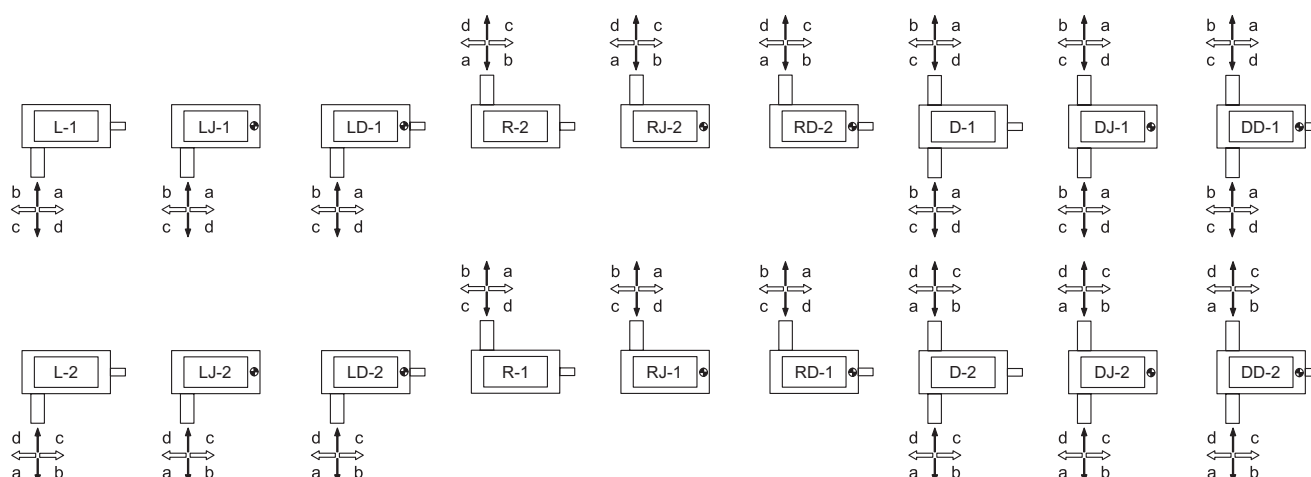 d c d c d c b a b a b a
a b a b a b c d c d c d
L-1 LJ-1 LD-1 R-2 RJ-2 RD-2 D-1 DJ-1 DD-1
b a b a b a b a b a b a
c d c d c d c d c d c d
b a b a b a d c d c d c
c d c d c d a b a b a b
L-2 LJ-2 LD-2 R-1 RJ-1 RD-1 D-2 DJ-2 DD-2
d c d c d c d c d c d c
a b a b a b a b a b a b